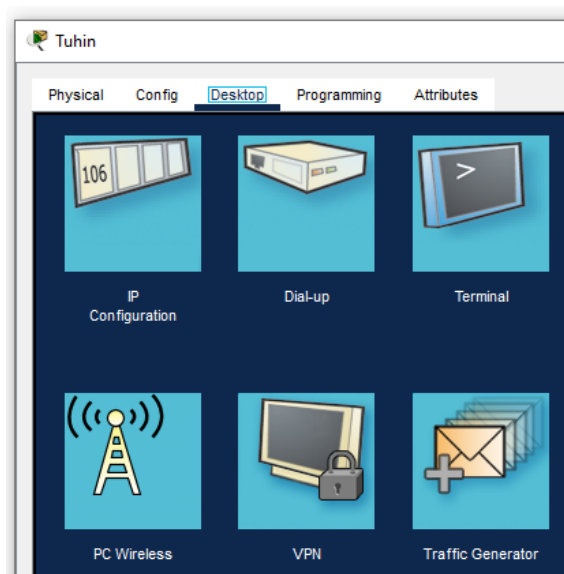 Tuhin
Physical Config Desktop Programming Attributes
106
>
IP
Configuration
Dial-up
Terminal
PC Wireless
VPN
Traffic Generator